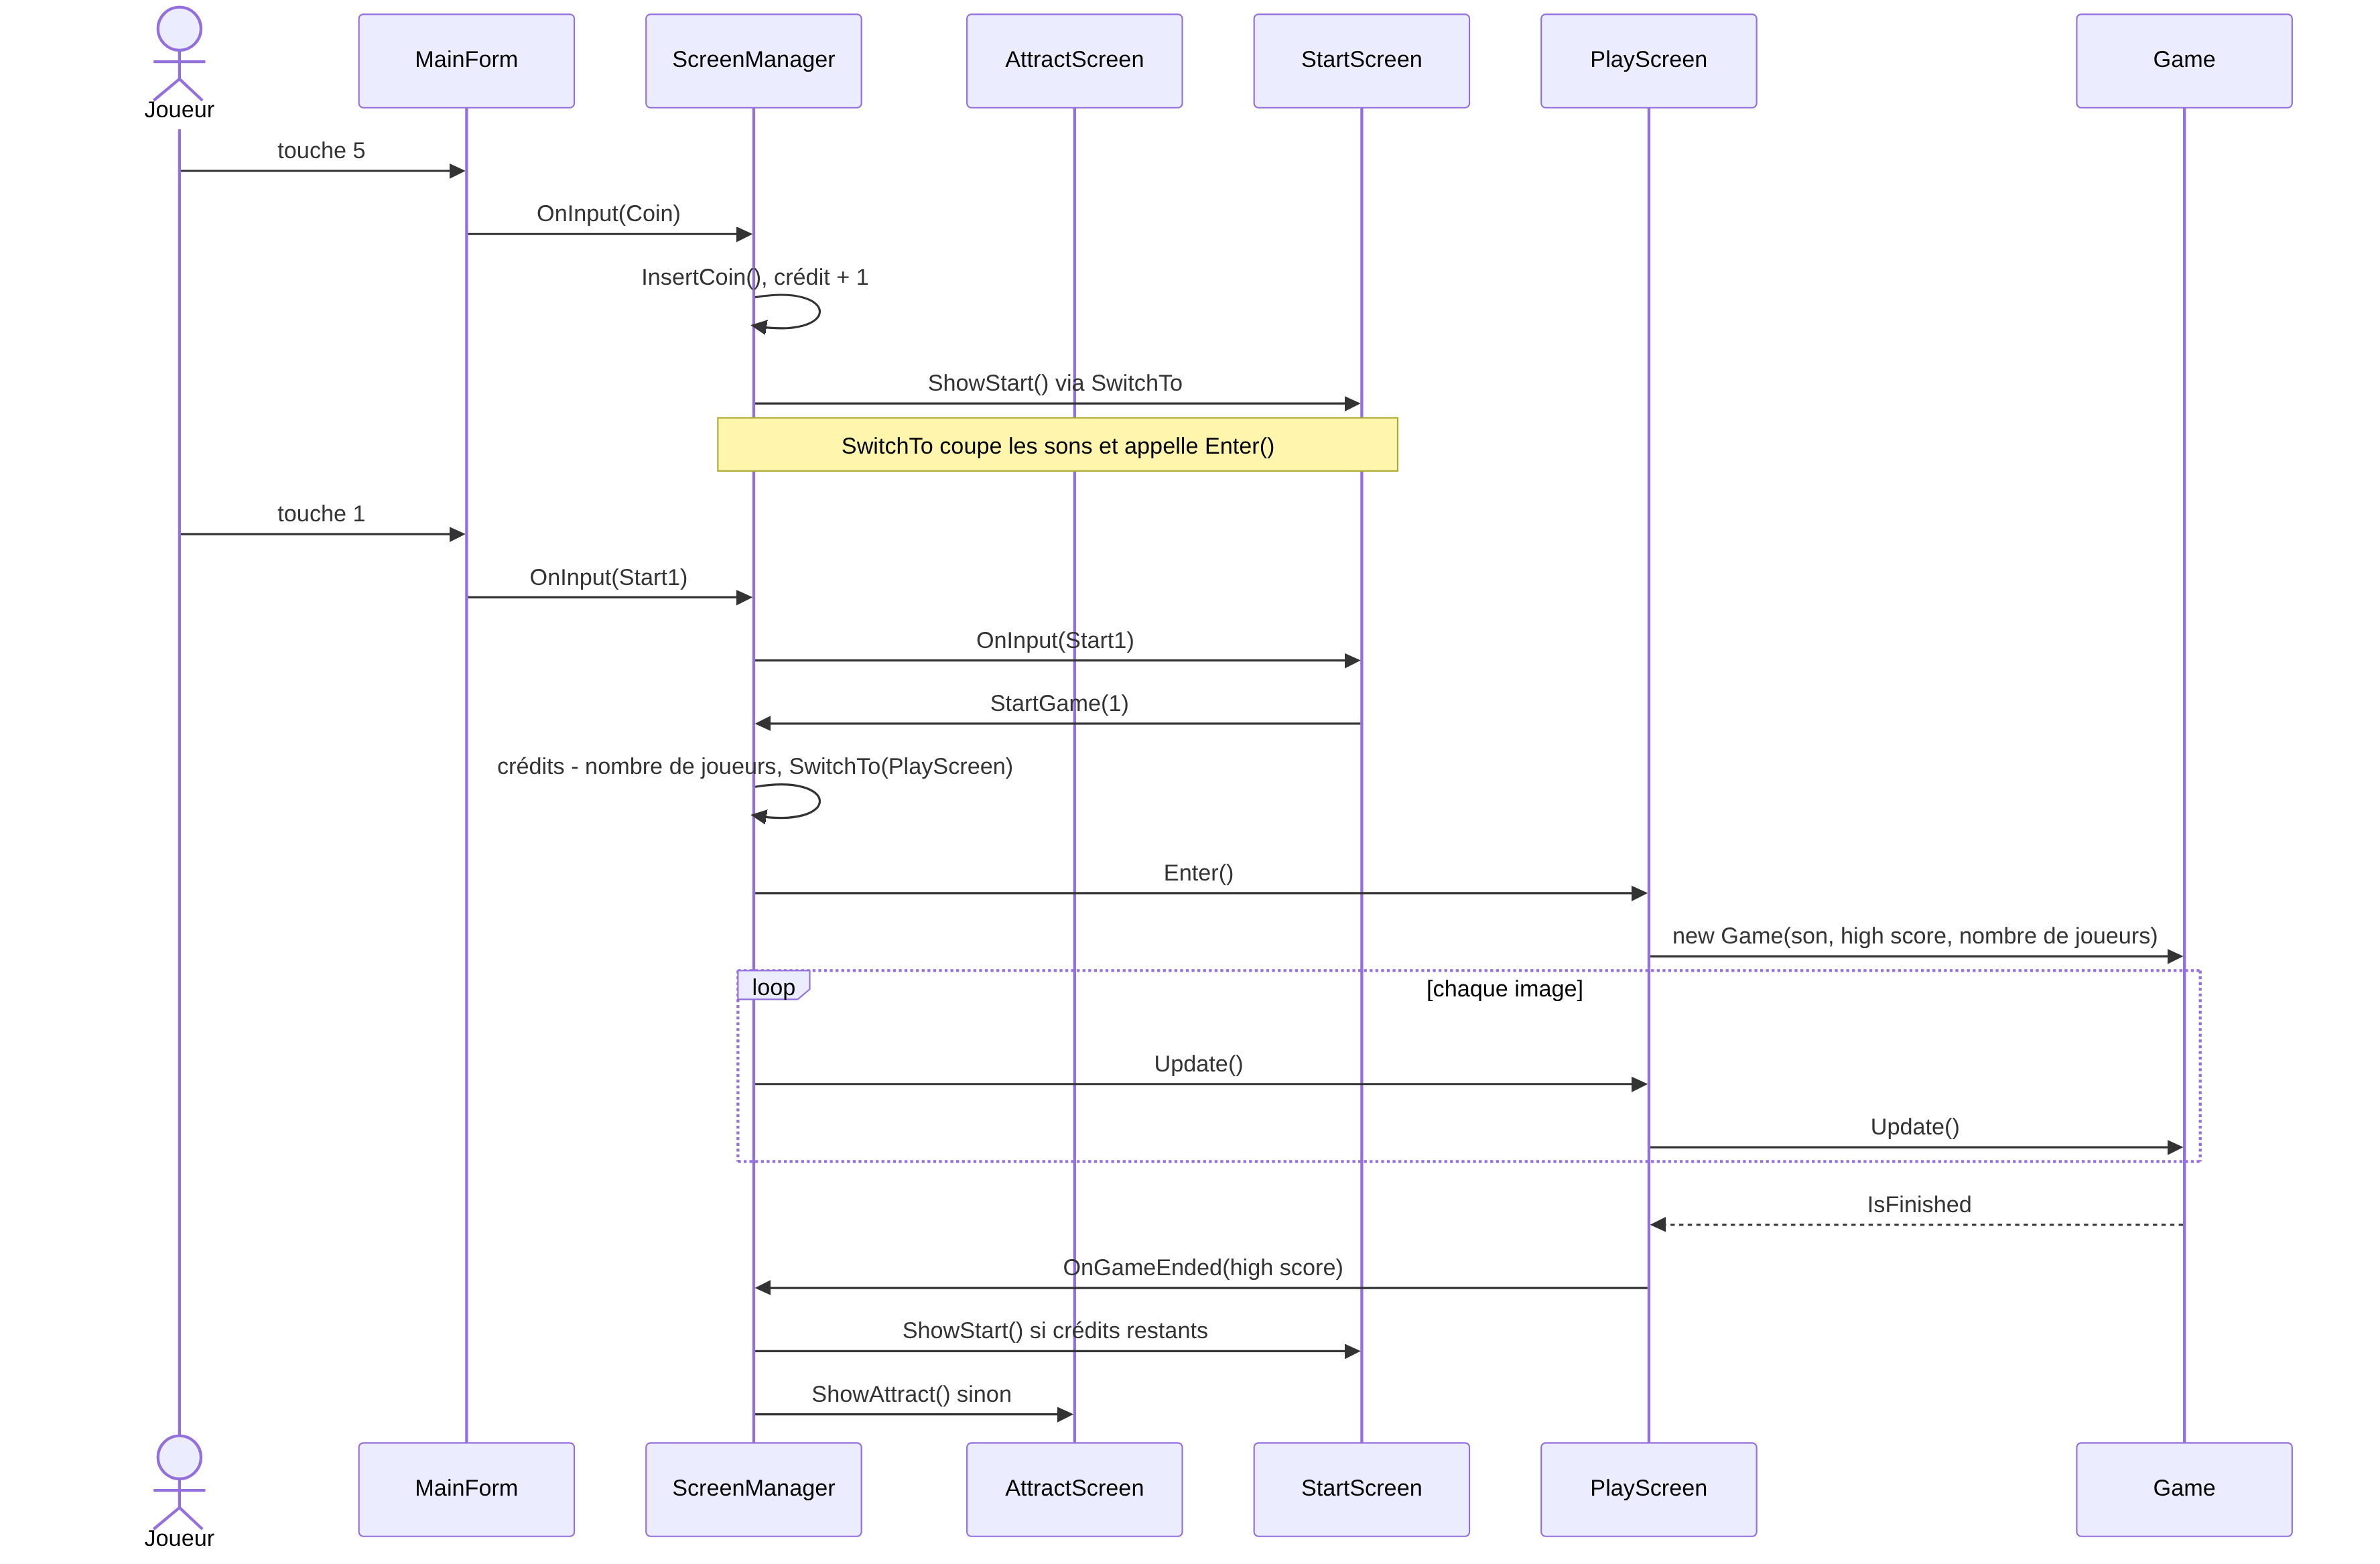 Joueur
MainForm
ScreenManager
AttractScreen
StartScreen
PlayScreen
Game
touche 5
OnInput(Coin)
InsertCoin(), crédit + 1
ShowStart() via SwitchTo
SwitchTo coupe les sons et appelle Enter()
touche 1
OnInput(Start1)
OnInput(Start1)
StartGame(1)
crédits - nombre de joueurs, SwitchTo(PlayScreen)
Enter()
new Game(son, high score, nombre de joueurs)
loop
[chaque image]
Update()
Update()
IsFinished
OnGameEnded(high score)
ShowStart() si crédits restants
ShowAttract() sinon
Joueur
MainForm
ScreenManager
AttractScreen
StartScreen
PlayScreen
Game